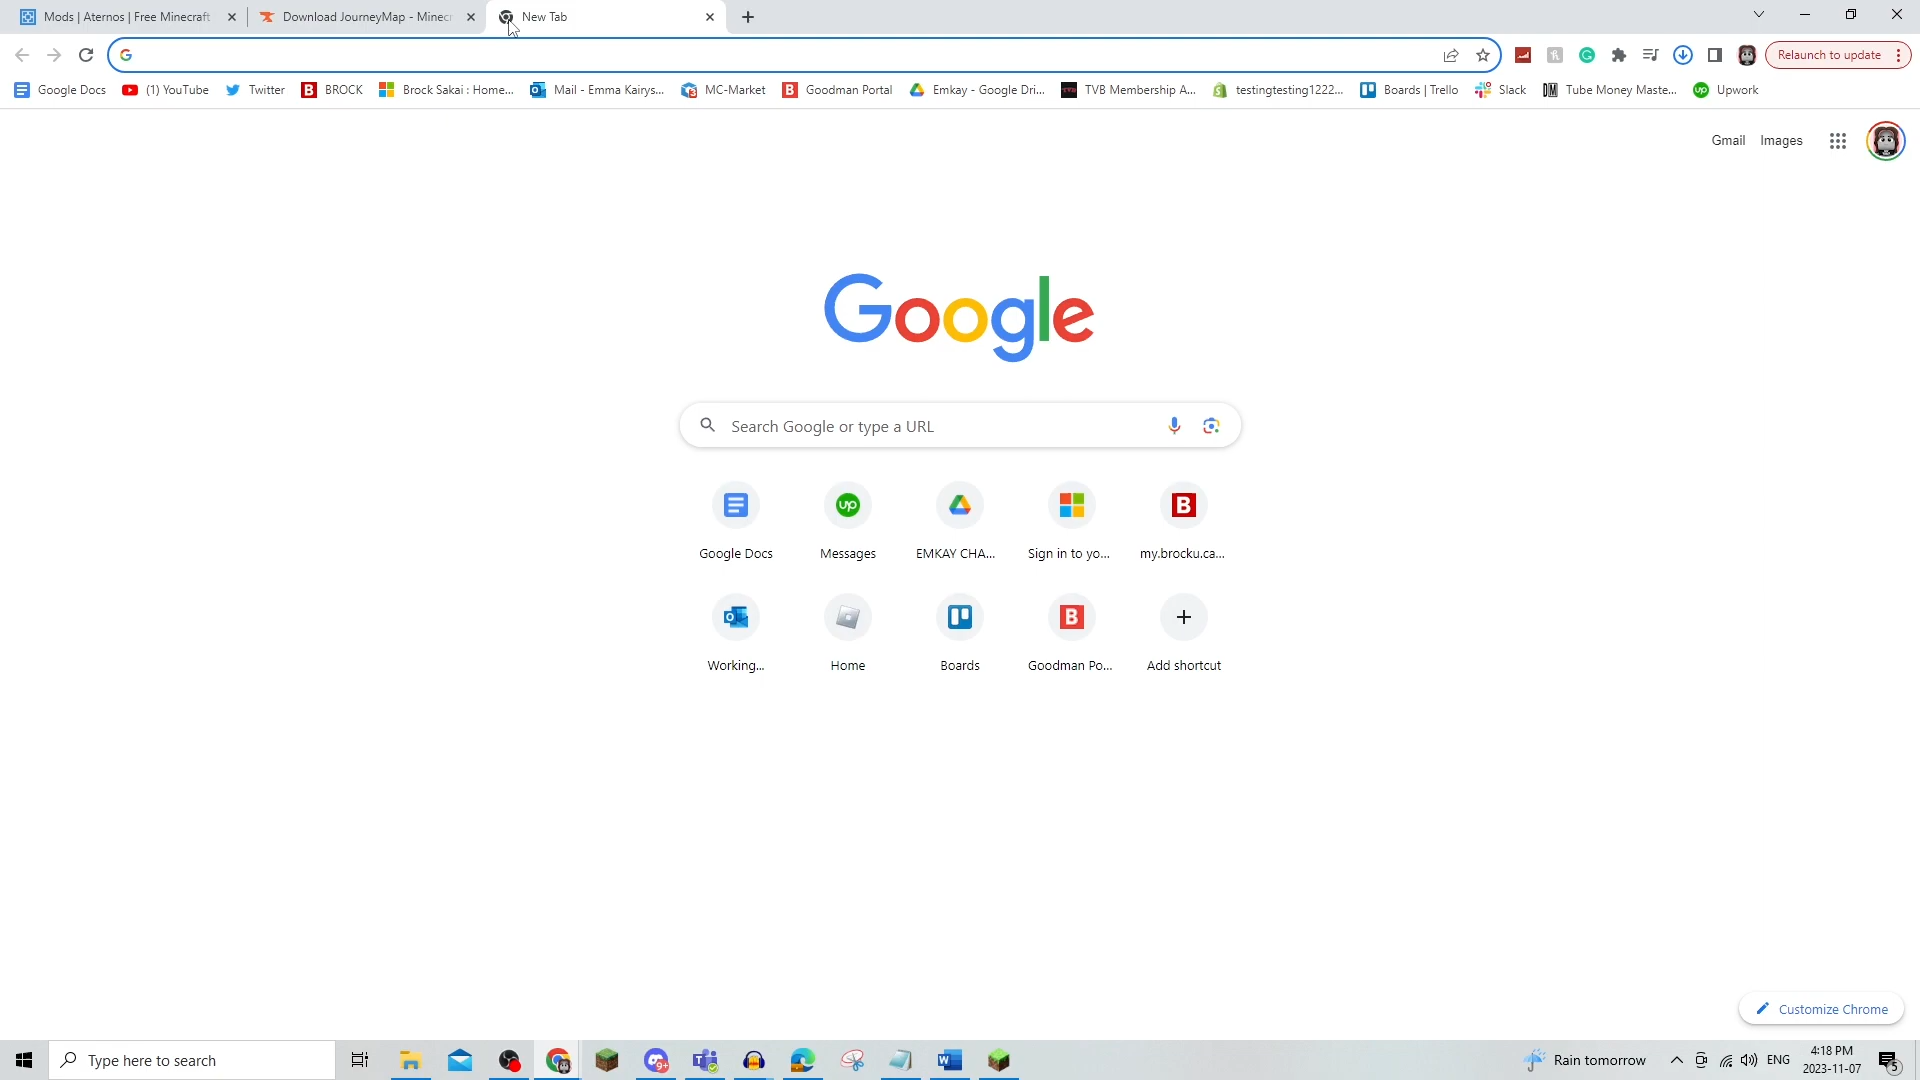 Mods | Aternos | Free Minecraft
Download JourneyMap - Minecr
New Tab
Relaunch to update
Google Docs
(1) YouTube
Twitter
BROCK
Brock Sakai : Home...
Mail - Emma Kairys...
MC-Market
Goodman Portal
Emkay - Google Dri...
TVB Membership A...
testingtesting1222...
Boards | Trello
Slack
Tube Money Maste...
Upwork
Gmail
Images
Google
Search Google or type a URL
Google Docs
Messages
EMKAY CHA...
Sign in to yo...
my.brocku.ca...
Working...
Home
Boards
Goodman Po...
Add shortcut
Customize Chrome
Type here to search
9+
Rain tomorrow
ENG
4:18 PM
2023-11-07
5